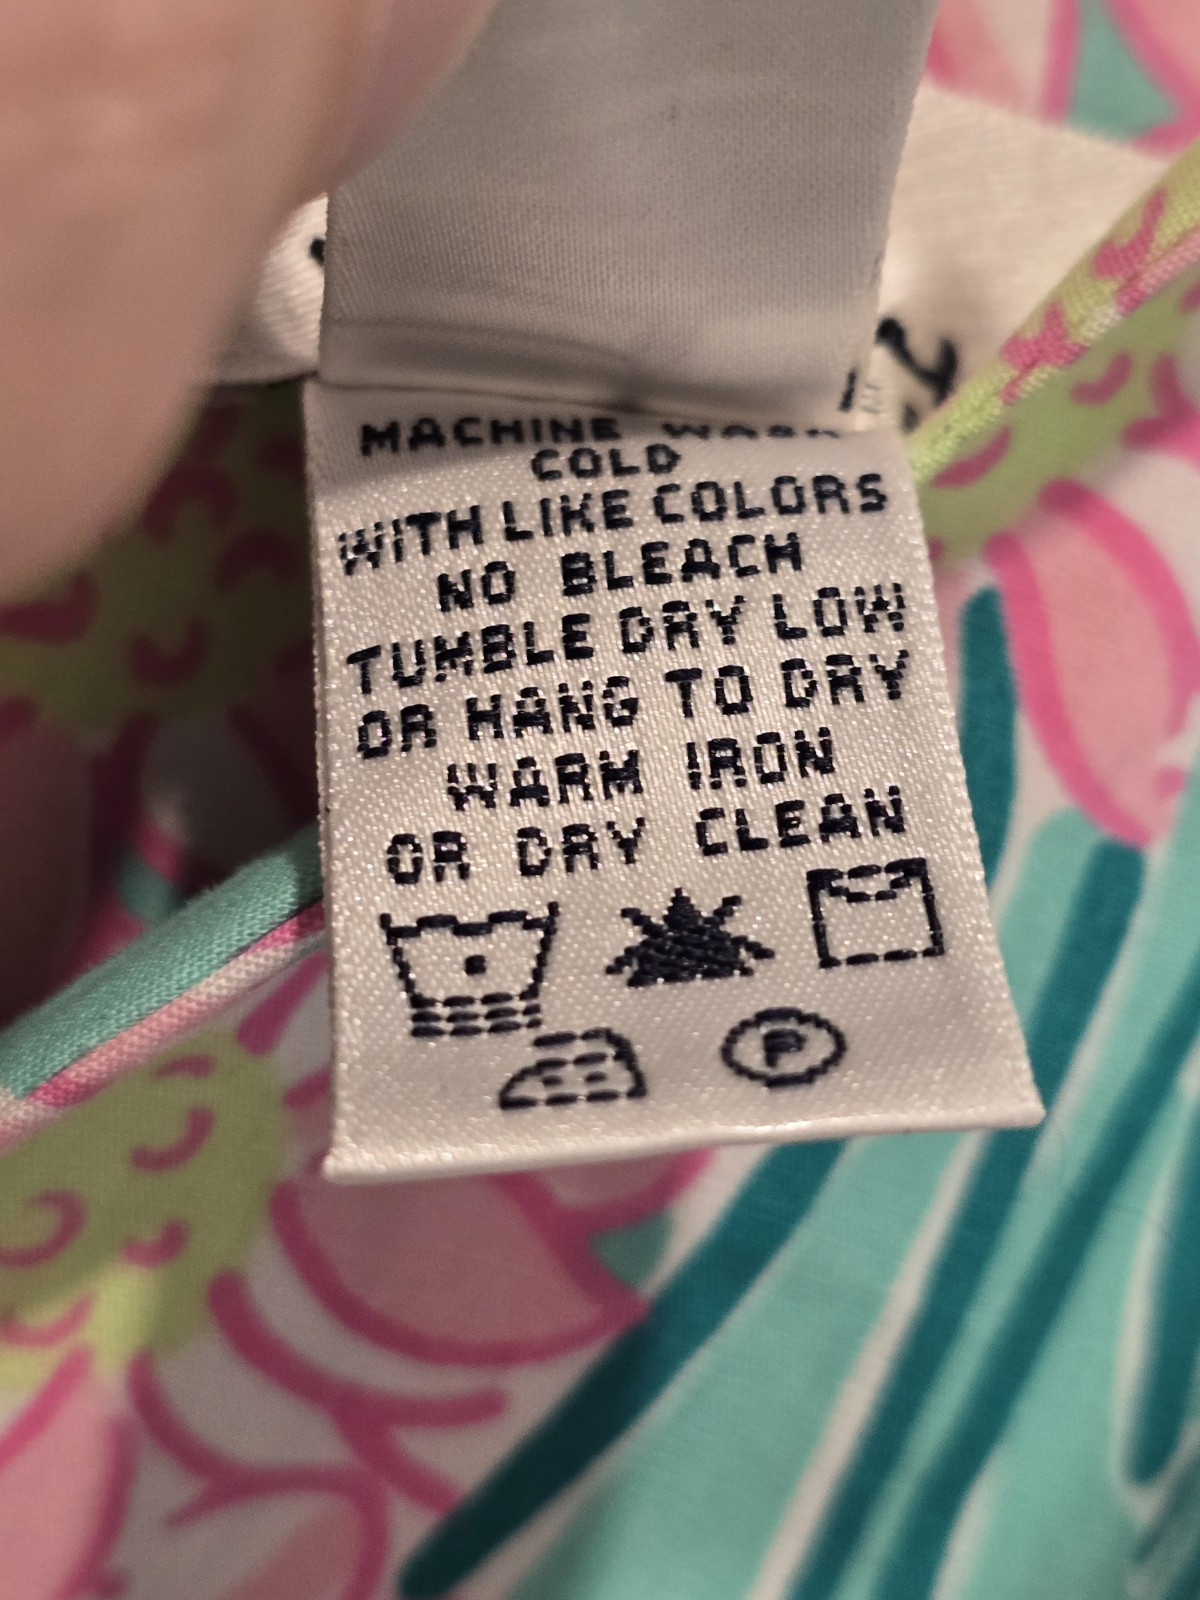 MACHINE WASH
COLD
WITH LIKE COLORS
NO BLEACH
TUMBLE DRY LOW
OR HANG TO DRY
WARM IRON
OR DRY CLEAN
P